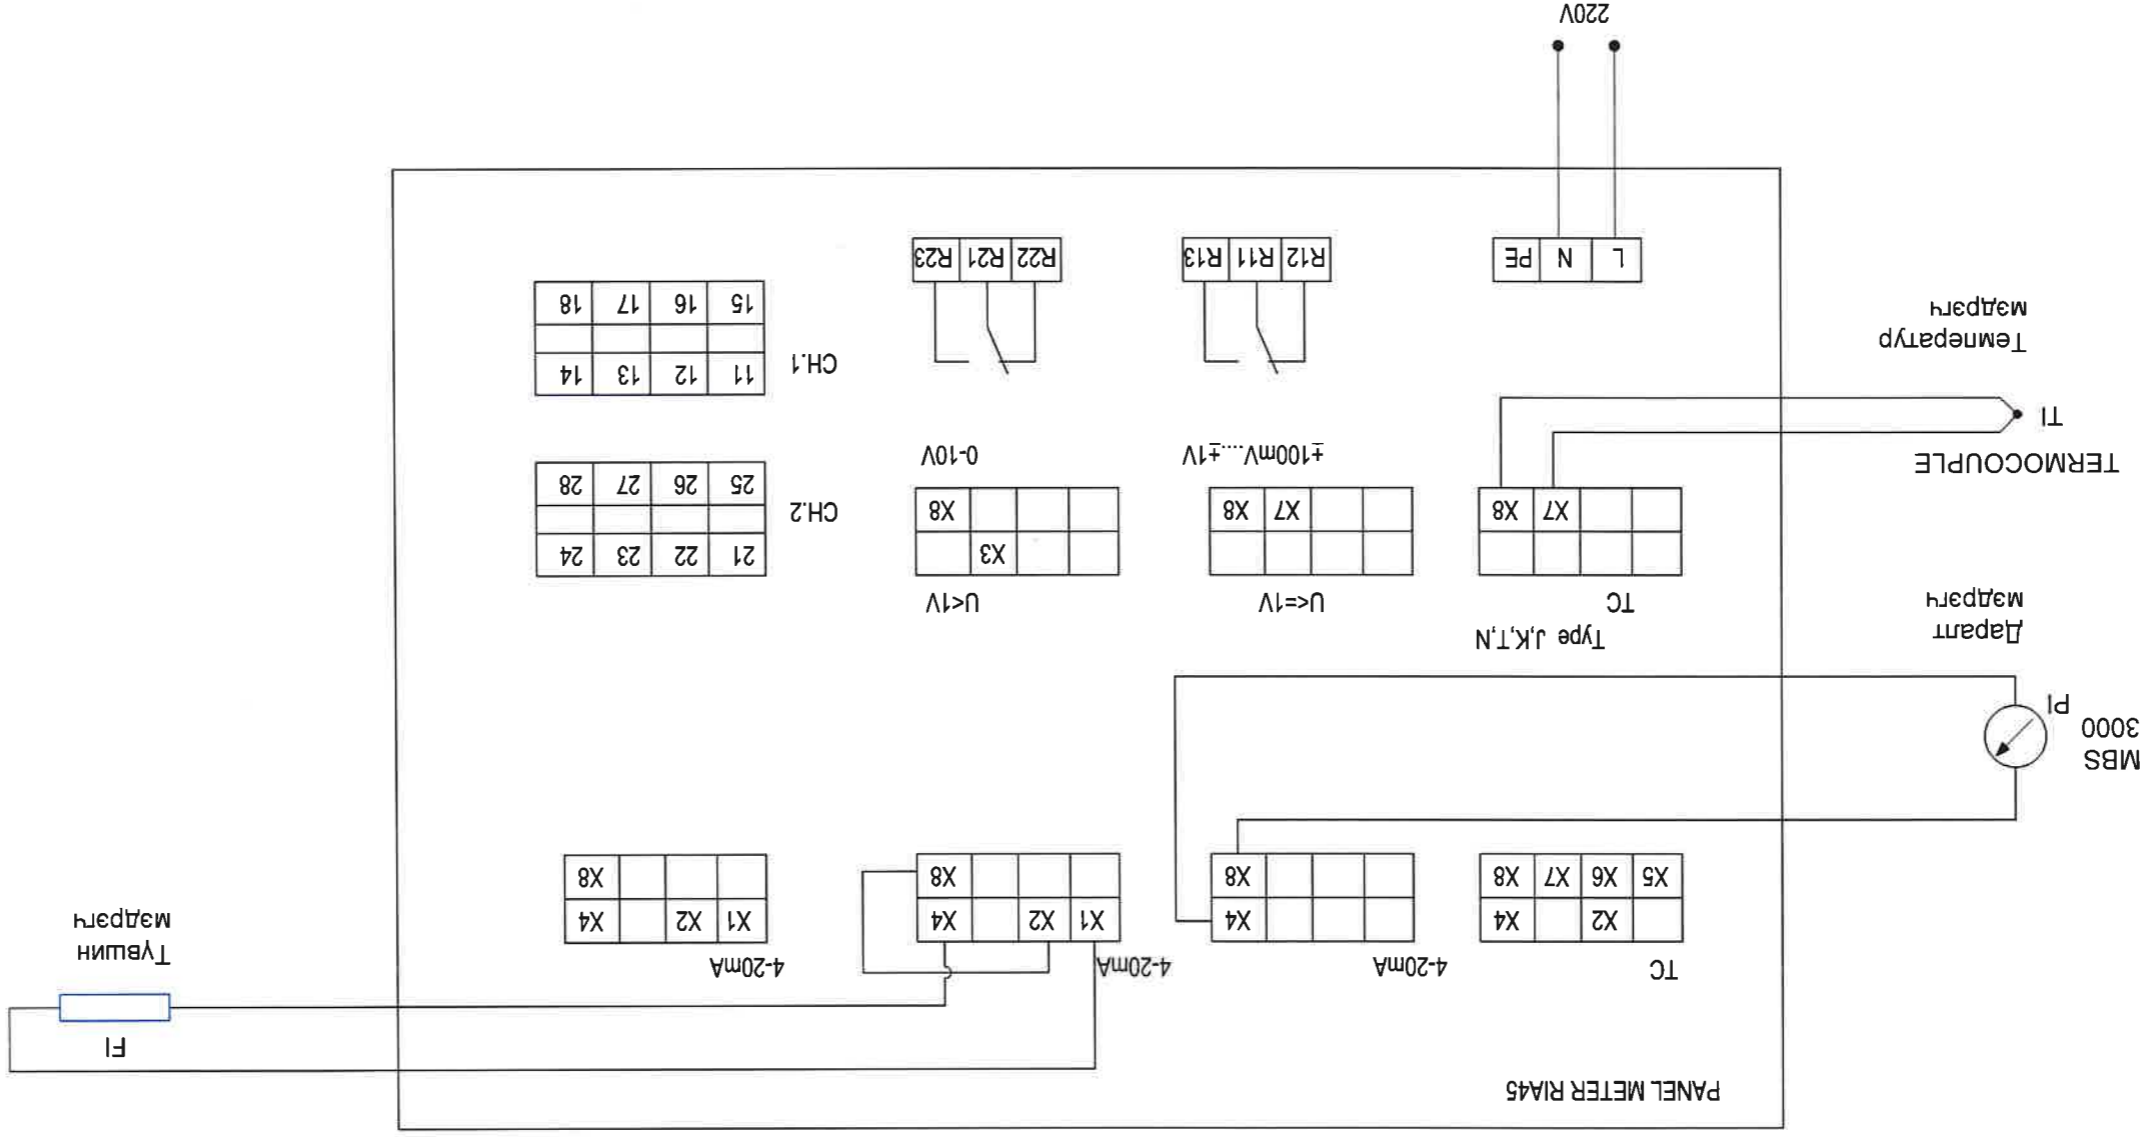 PANEL METER RIA45
FI
TC
4-20mA
4-20mA
4-20mA
Түвшин
мэдрэгч
X2 X4
X5 X6 X7 X8
X4
X8
X1 X2 X4
X8
X1 X2 X4
X8
MBS
3000
PI
Даралт
мэдрэгч
Type J,K,T,N
TC
U<=1V
U<1V
X7 X8
X7 X8
X3
X8
21 22 23 24
CH.2
25 26 27 28
TERMOCOUPLE
TI
±100mV....±1V
0-10V
Температур
мэдрэгч
CH.1
11 12 13 14
15 16 17 18
L N PE
R12 R11 R13
R22 R21 R23
220V